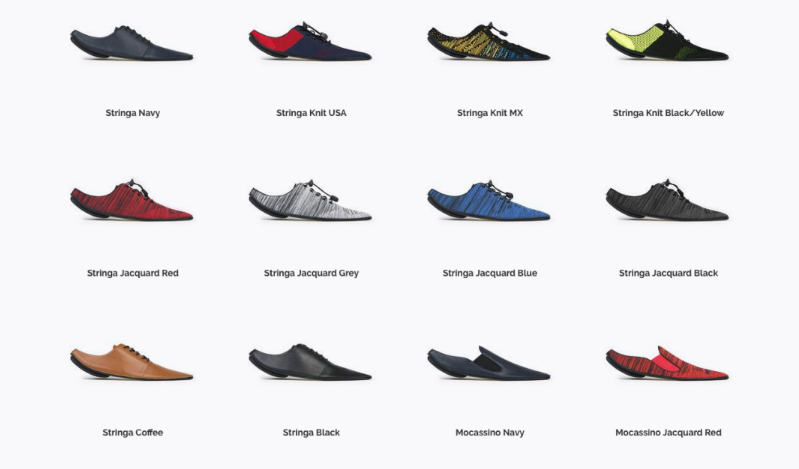 Stringa Navy
Stringa Knit USA
Stringa Knit MX
Stringa Knit Black/Yellow
Stringa Jacquard Red
Stringa Jacquard Grey
Stringa Jacquard Blue
Stringa Jacquard Black
Stringa Coffee
Stringa Black
Mocassino Navy
Mocassino Jacquard Red